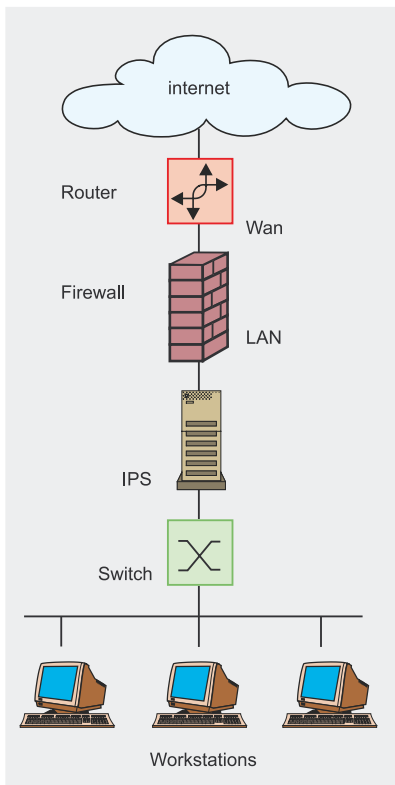 internet
Router
Wan
Firewall
LAN
IPS
Switch
Workstations